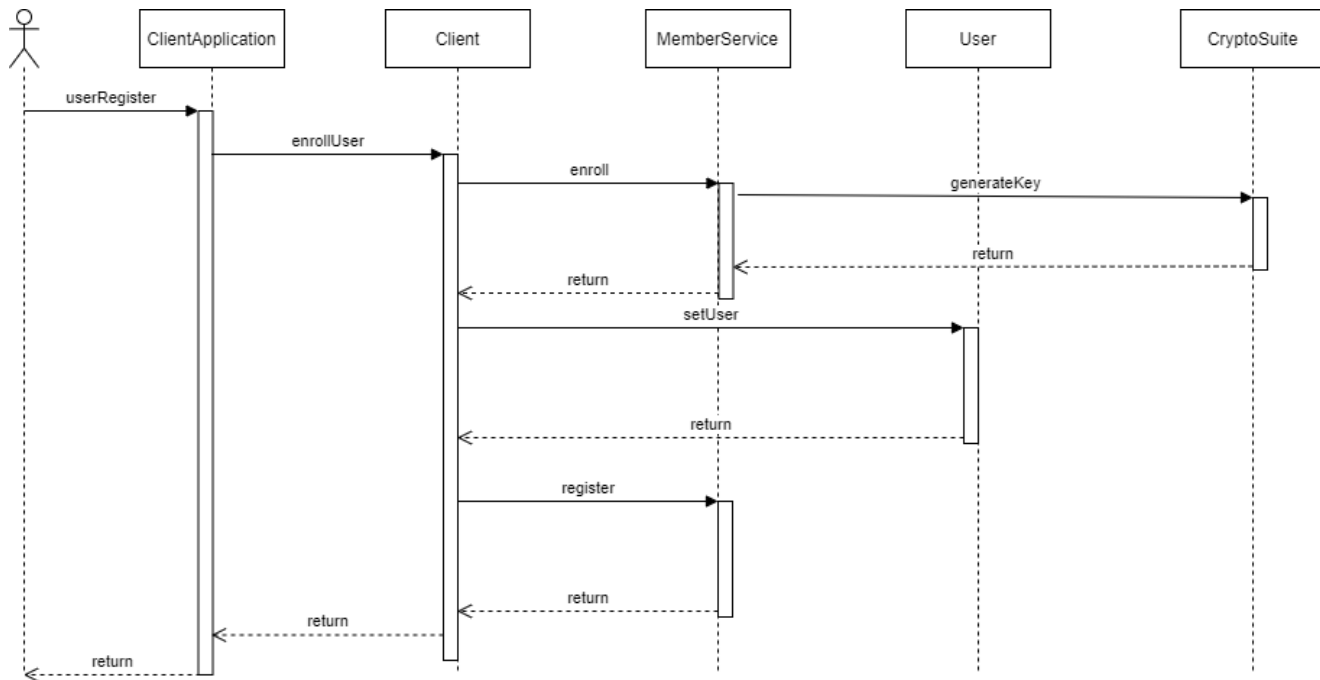 ClientApplication
Client
MemberService
User
CryptoSuite
userRegister
enrollUser
enroll
generateKey
return
return
setUser
return
register
return
return
return